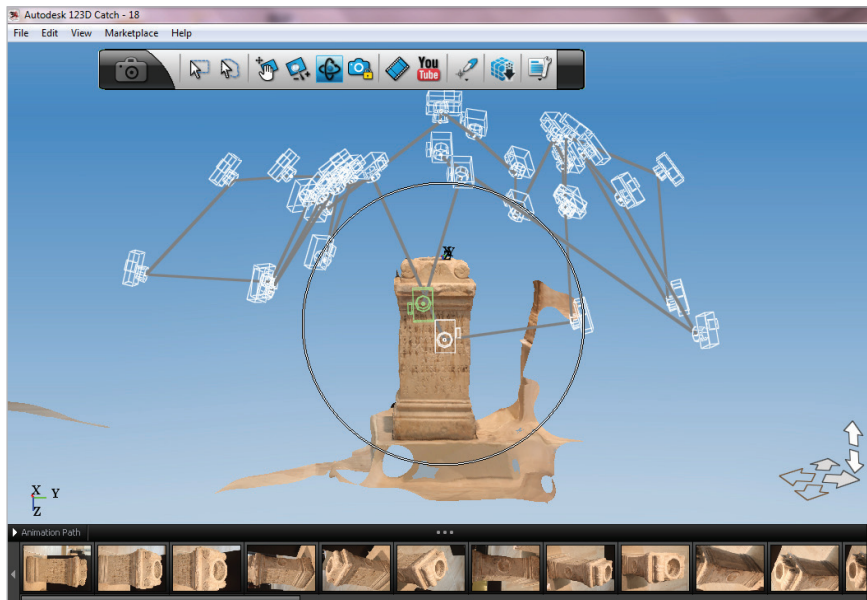 Autodesk 123D Catch - 18
File Edit View Marketplace Help
You
Tube
X
Y
X Y
Z
Animation Path